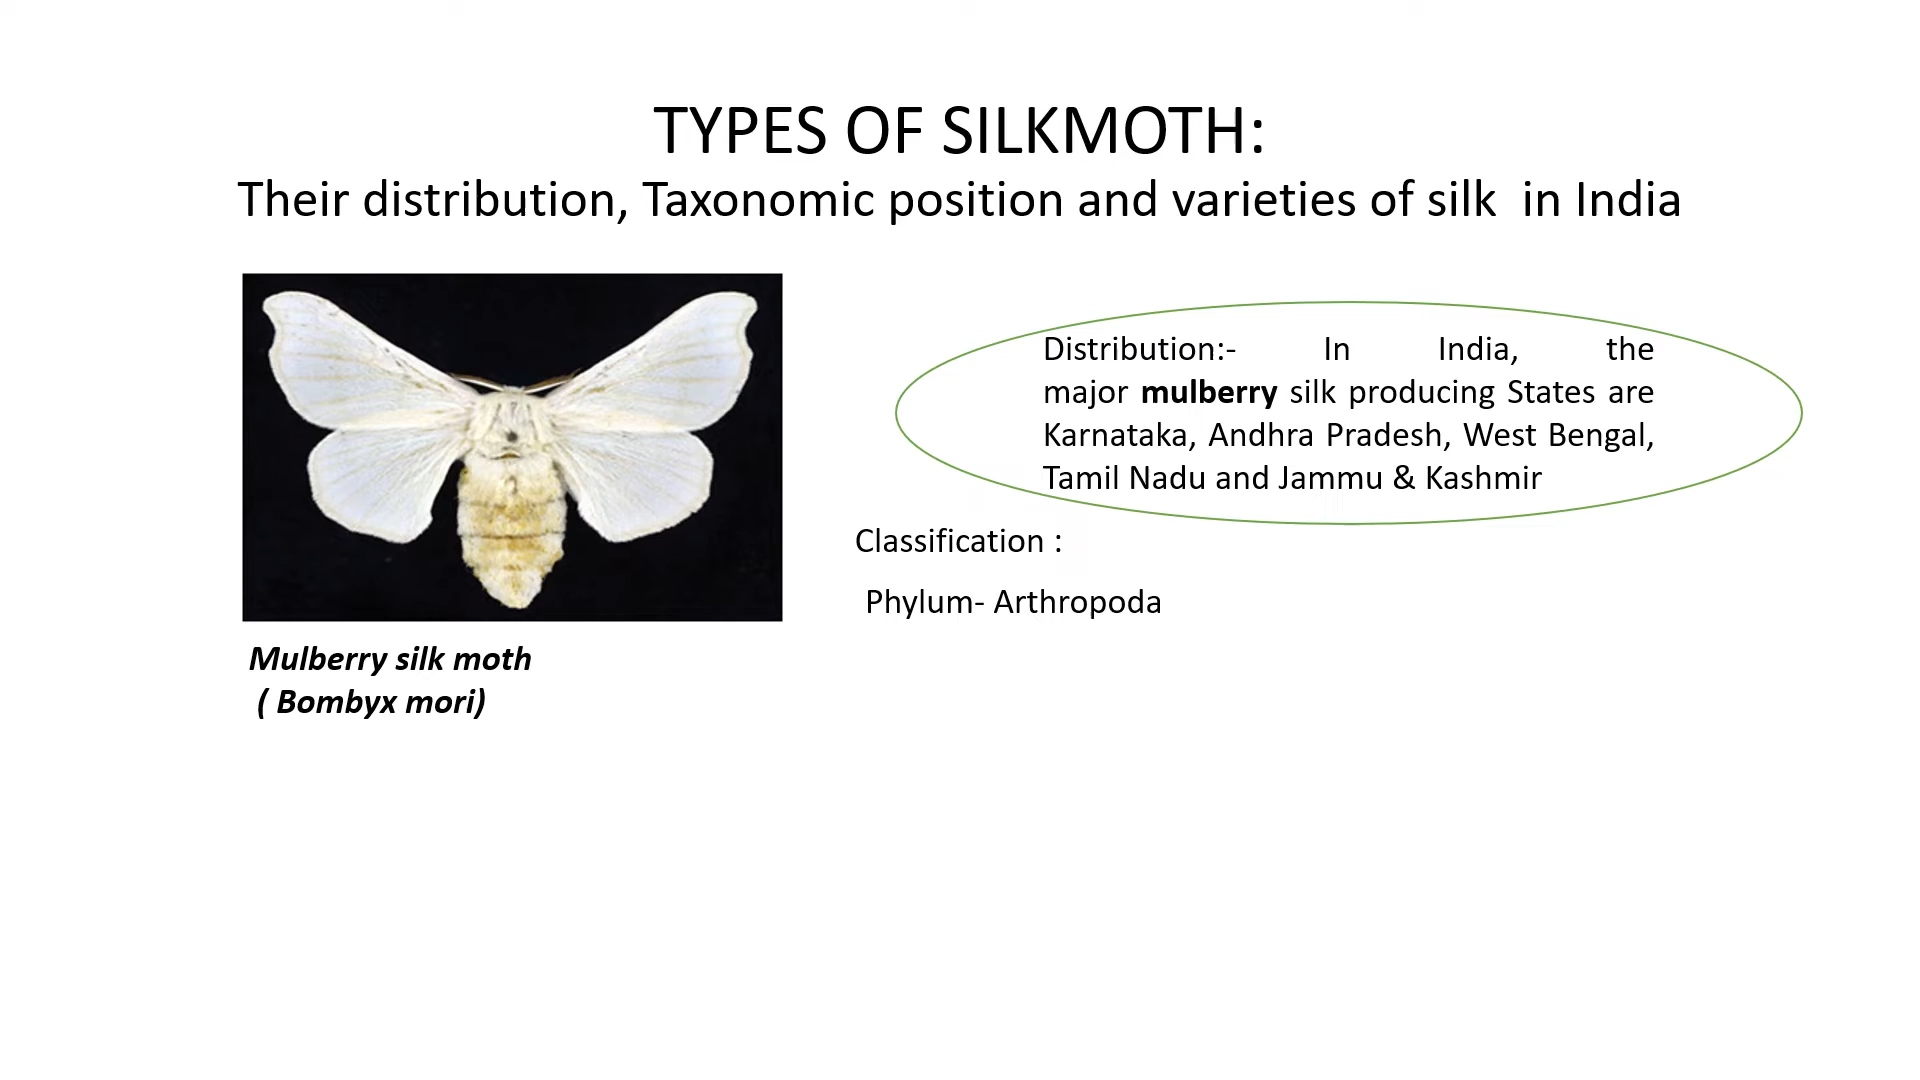 TYPES OF SILKMOTH:
Their distribution, Taxonomic position and varieties of silk in India
Distribution:- In India, the
major mulberry silk producing States are
Karnataka, Andhra Pradesh, West Bengal,
Tamil Nadu and Jammu & Kashmir
Classification :
Phylum- Arthropoda
Mulberry silk moth
( Bombyx mori)